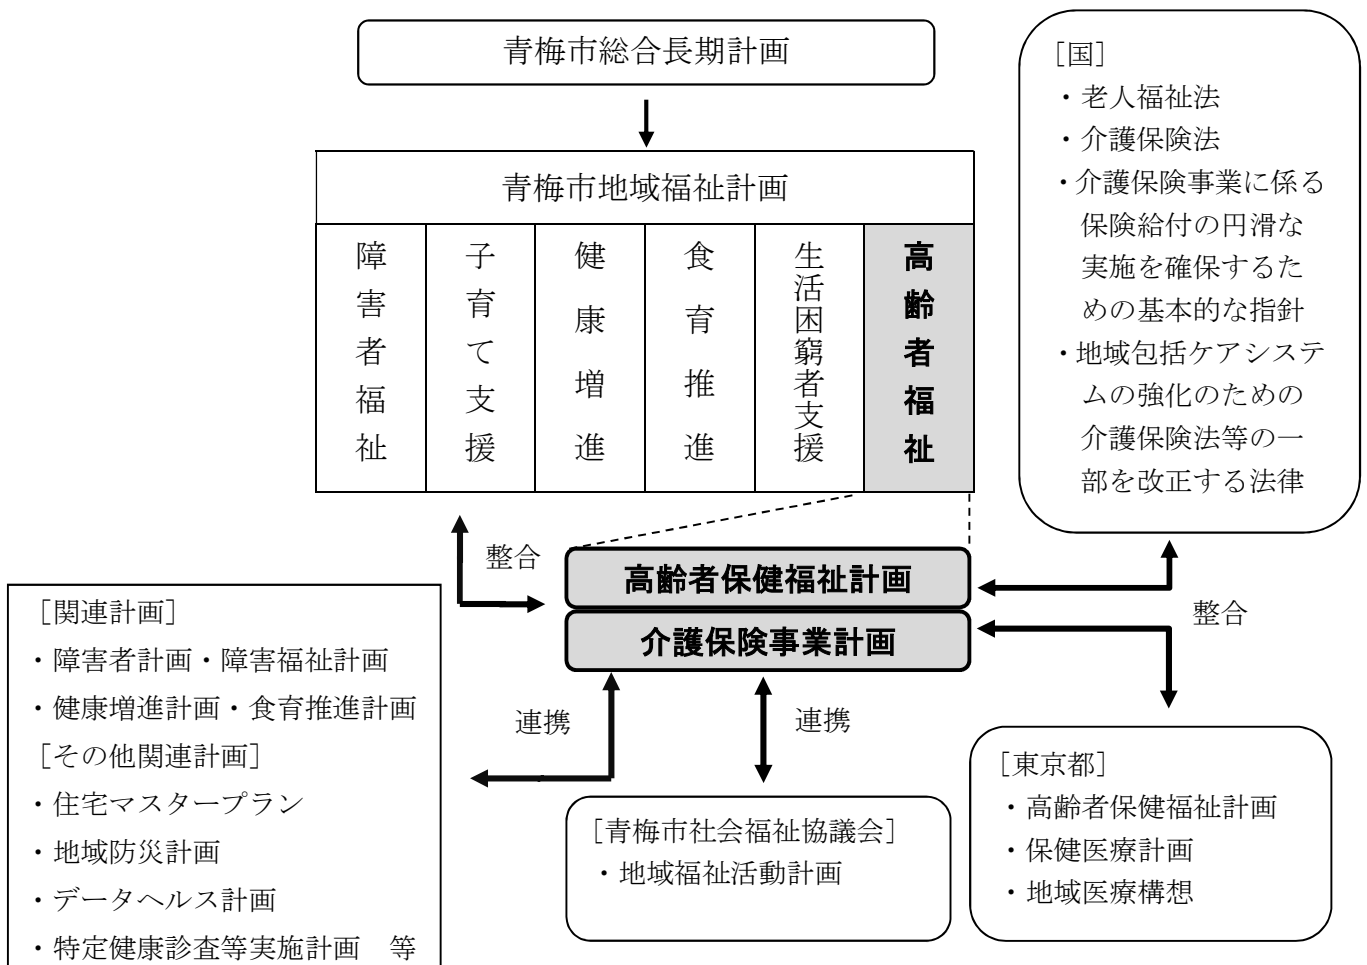 青梅市総合長期計画
青梅市地域福祉計画
障害者福祉
子育て支援
健康増進
食育推進
生活困窮者支援
高齢者福祉
［国］
・老人福祉法
・介護保険法
・介護保険事業に係る
保険給付の円滑な
実施を確保するた
めの基本的な指針
・地域包括ケアシステ
ムの強化のための
介護保険法等の一
部を改正する法律
整合
高齢者保健福祉計画
介護保険事業計画
整合
［関連計画］
・障害者計画・障害福祉計画
・健康増進計画・食育推進計画
［その他関連計画］
・住宅マスタープラン
・地域防災計画
・データヘルス計画
・特定健康診査等実施計画　等
連携
連携
［青梅市社会福祉協議会］
・地域福祉活動計画
［東京都］
・高齢者保健福祉計画
・保健医療計画
・地域医療構想